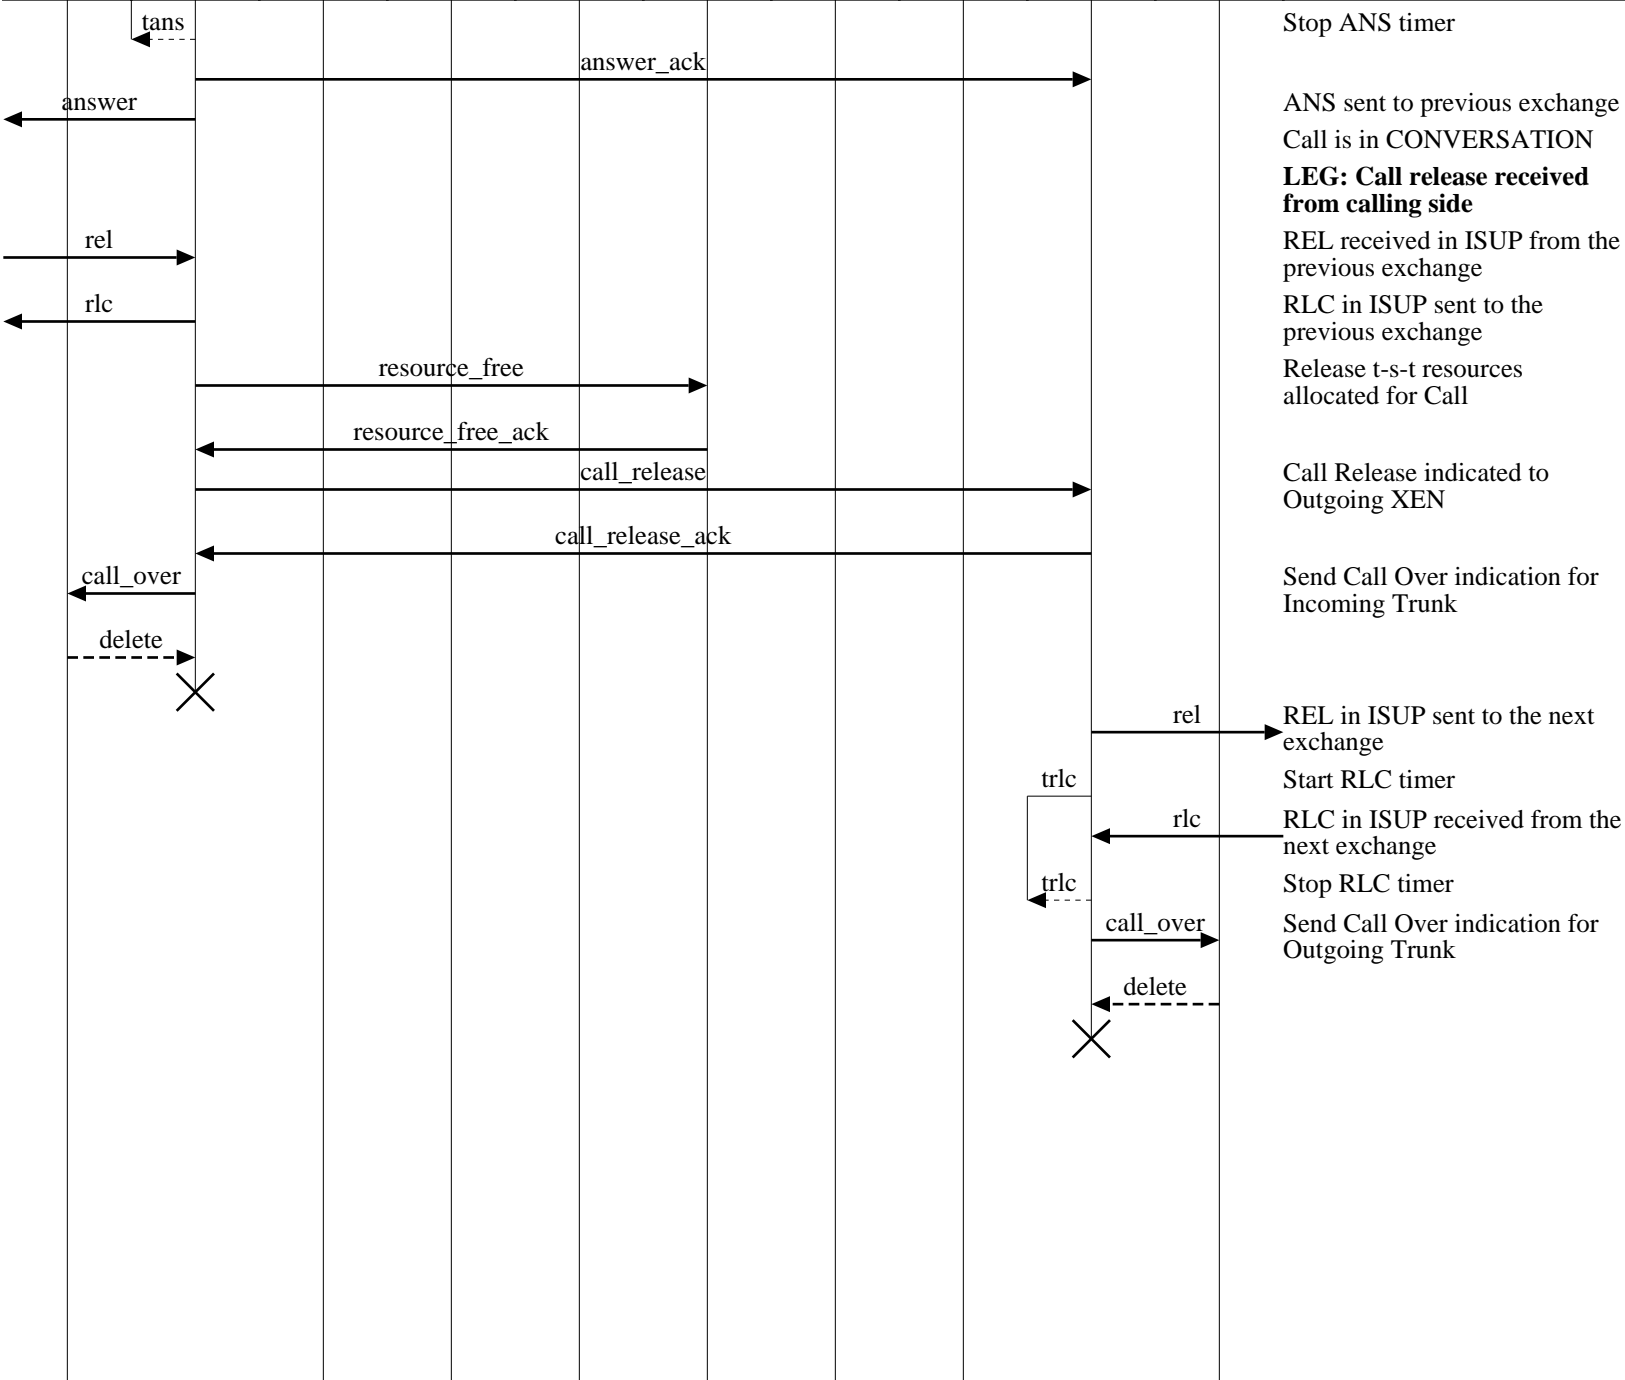 tans
Stop ANS timer
answer_ack
answer
ANS sent to previous exchange
Call is in CONVERSATION
LEG: Call release received
from calling side
rel
REL received in ISUP from the
previous exchange
rlc
RLC in ISUP sent to the
previous exchange
resource_free
Release t-s-t resources
allocated for Call
resource_free_ack
call_release
Call Release indicated to
Outgoing XEN
call_release_ack
call_over
Send Call Over indication for
Incoming Trunk
delete
rel
REL in ISUP sent to the next
exchange
trlc
Start RLC timer
rlc
RLC in ISUP received from the
next exchange
trlc
Stop RLC timer
call_over
Send Call Over indication for
Outgoing Trunk
delete